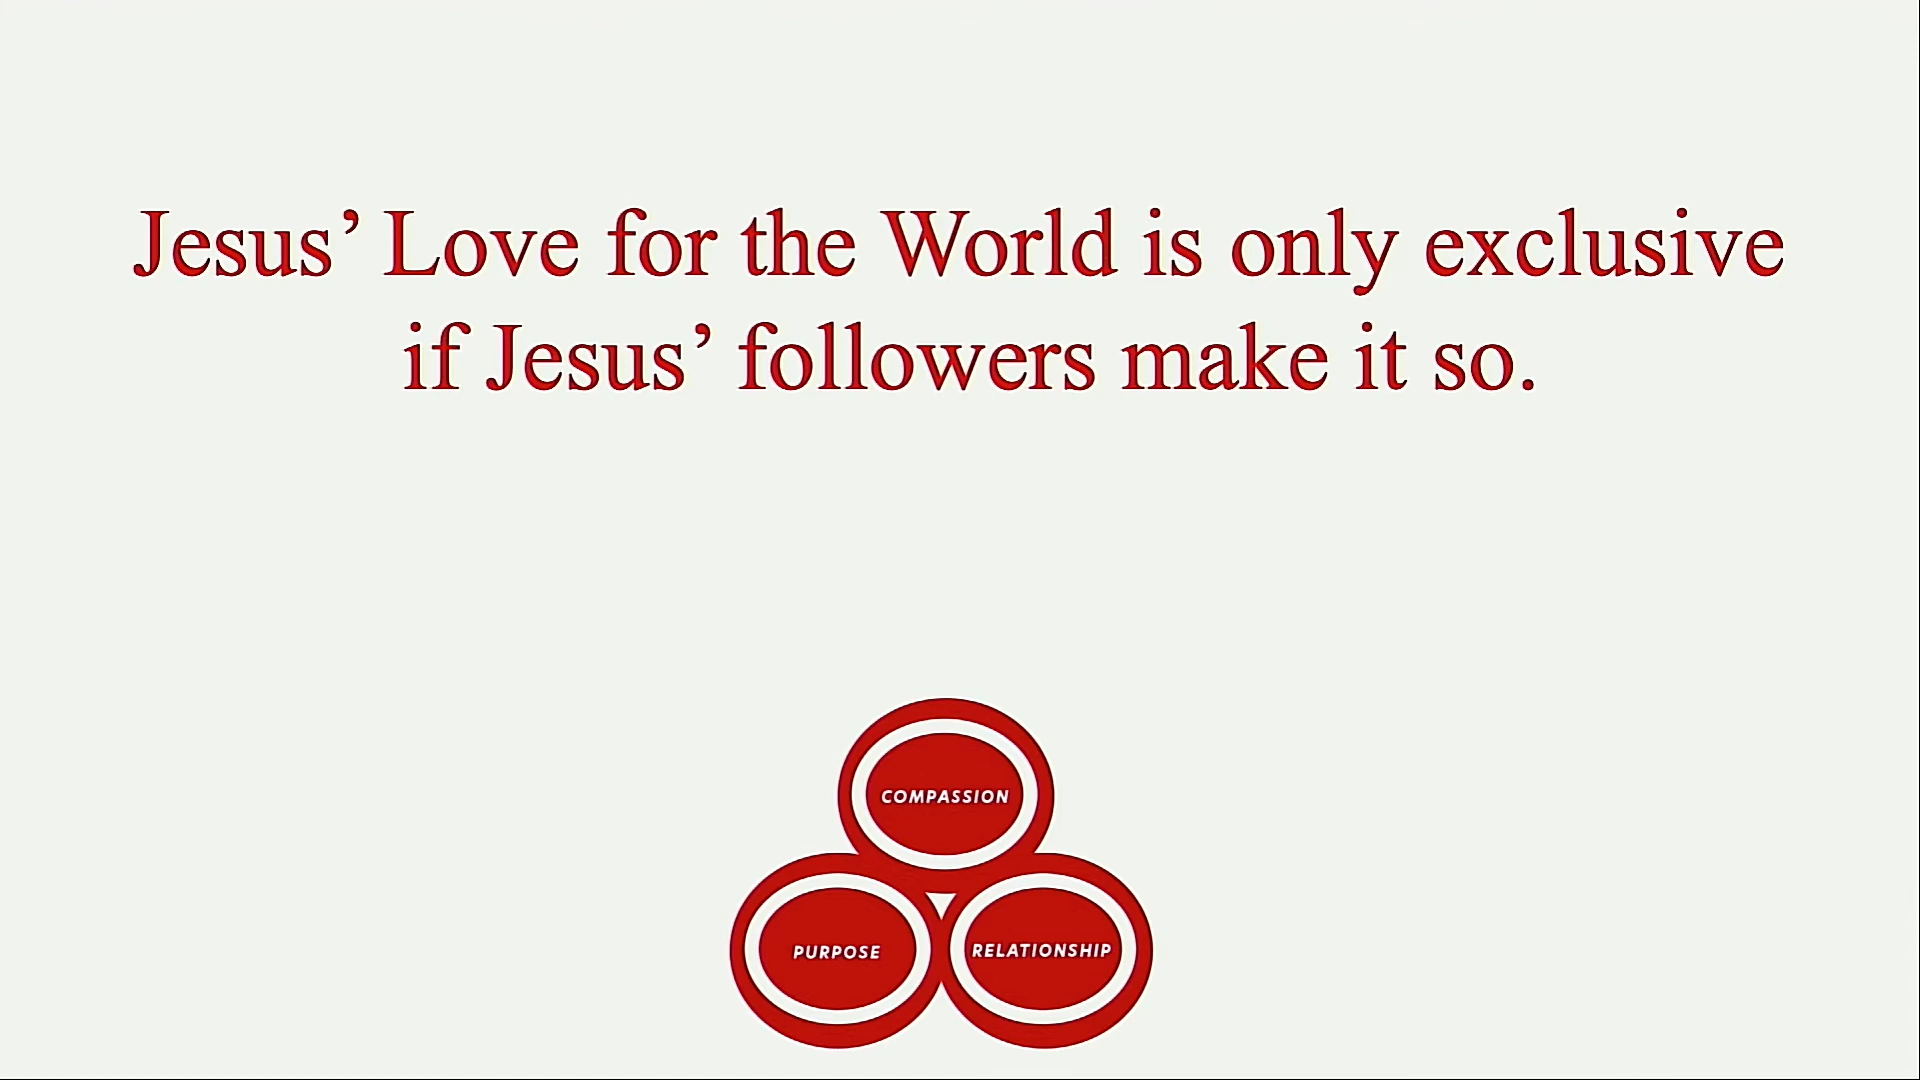 Jesus’ Love for the World is only exclusive
if Jesus’ followers make it so.
COMPASSION
PURPOSE
RELATIONSHIP